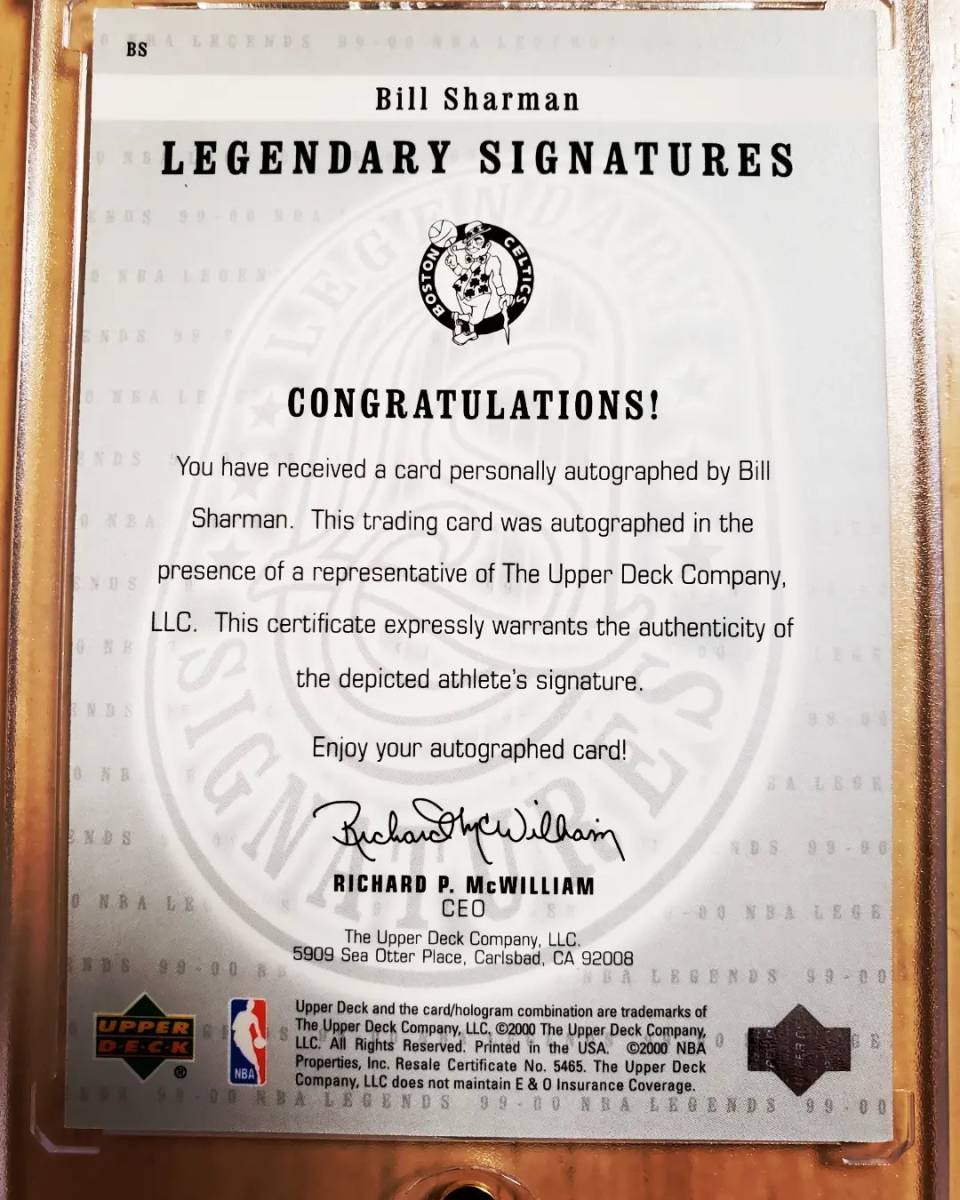 BS
Bill Sharman
LEGENDARY SIGNATURES
BOSTON CELTICS
CONGRATULATIONS!
You have received a card personally autographed by Bill
Sharman. This trading card was autographed in the
presence of a representative of The Upper Deck Company,
LLC. This certificate expressly warrants the authenticity of
the depicted athlete's signature.
Enjoy your autographed card!
Richard P. McWilliam
RICHARD P. McWILLIAM
CEO
The Upper Deck Company, LLC.
5909 Sea Otter Place, Carlsbad, CA 92008
UPPER
D·E·C·K
®
NBA
Upper Deck and the card/hologram combination are trademarks of
The Upper Deck Company, LLC. ©2000 The Upper Deck Company,
LLC. All Rights Reserved. Printed in the USA. ©2000 NBA
Properties, Inc. Resale Certificate No. 5465. The Upper Deck
Company, LLC does not maintain E & O Insurance Coverage.
LEGENDARY
SIGNATURES
99-00 NBA LEGENDS 99-00 NBA LEGENDS 99-00